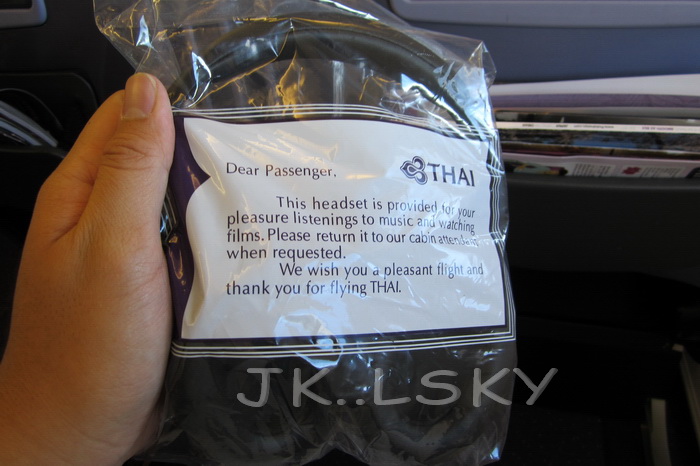 Dear Passenger,
THAI
This headset is provided for your
pleasure listenings to music and watching
films. Please return it to our cabin attendant
when requested.
We wish you a pleasant flight and
thank you for flying THAI.
JK..LSKY